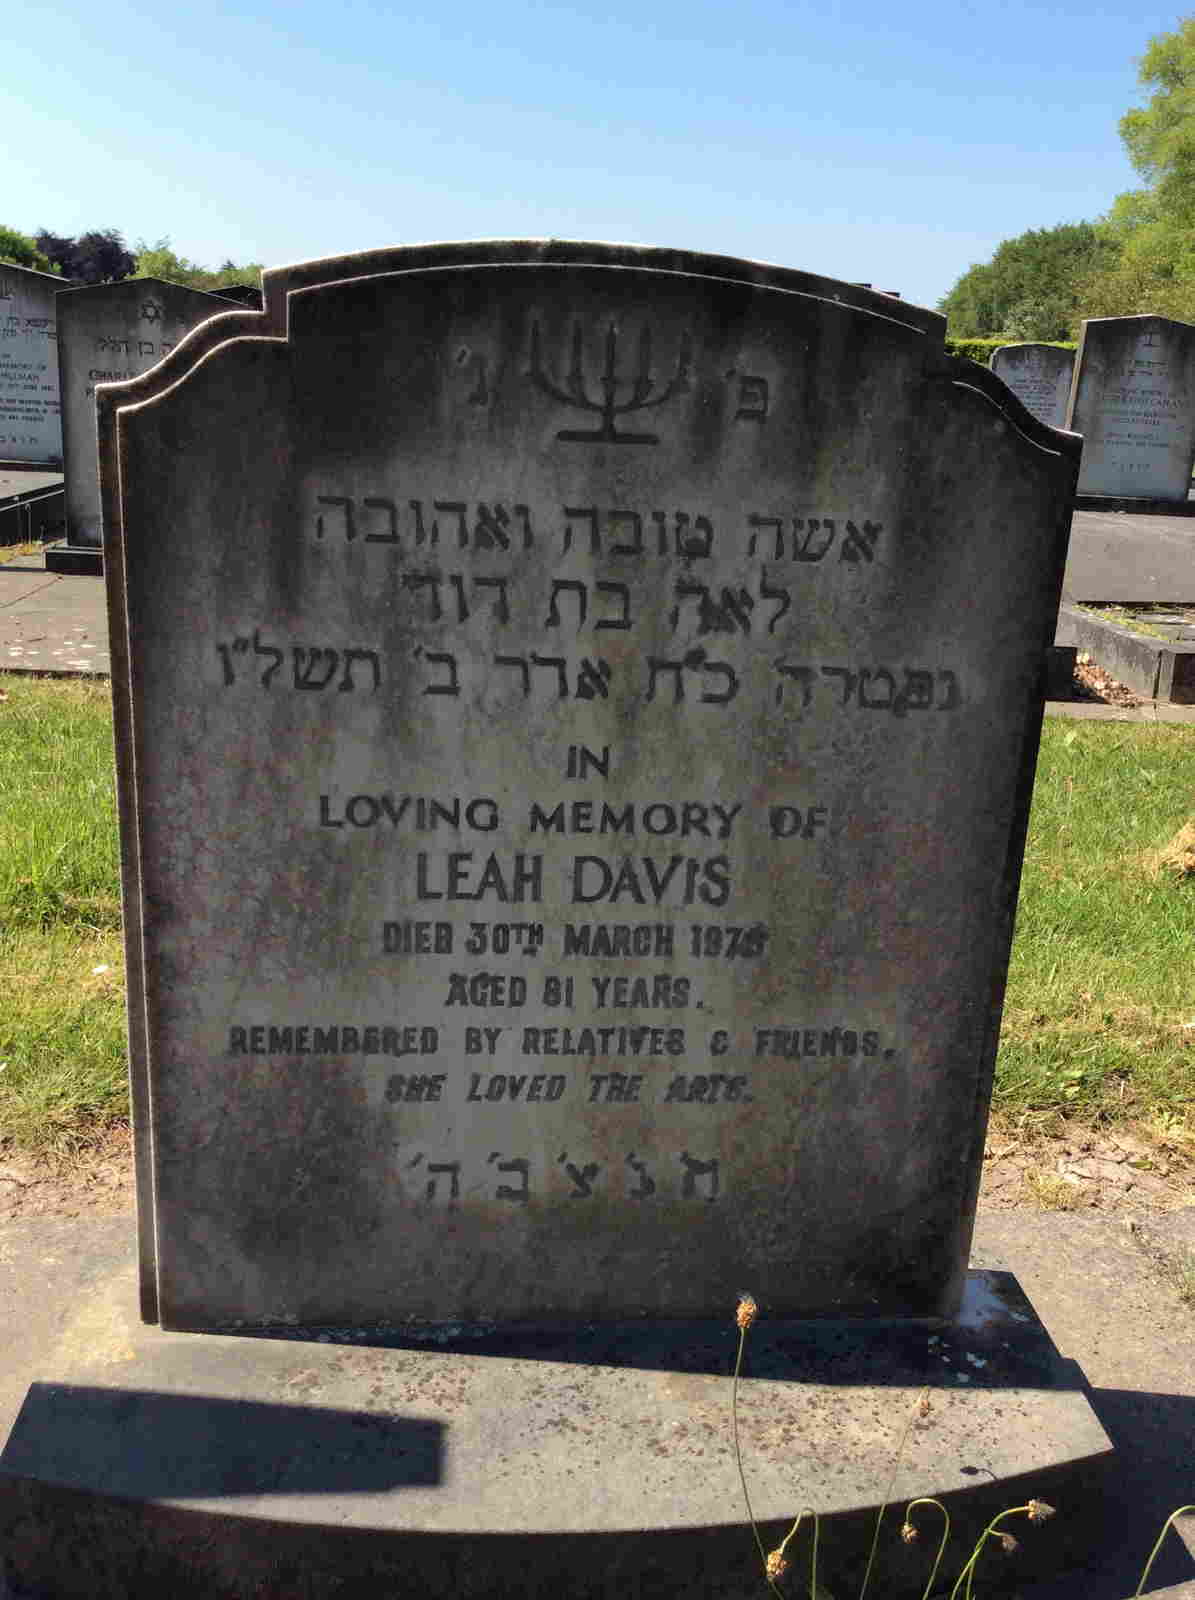 פ' נ'
אשה טובה ואהובה
לאה בת דוד
נפטרה כ"ח אדר ב' תשל"ו
IN
LOVING MEMORY OF
LEAH DAVIS
DIED 30TH MARCH 1976
AGED 81 YEARS.
REMEMBERED BY RELATIVES & FRIENDS.
SHE LOVED THE ARTS.
ת' נ' צ' ב' ה'